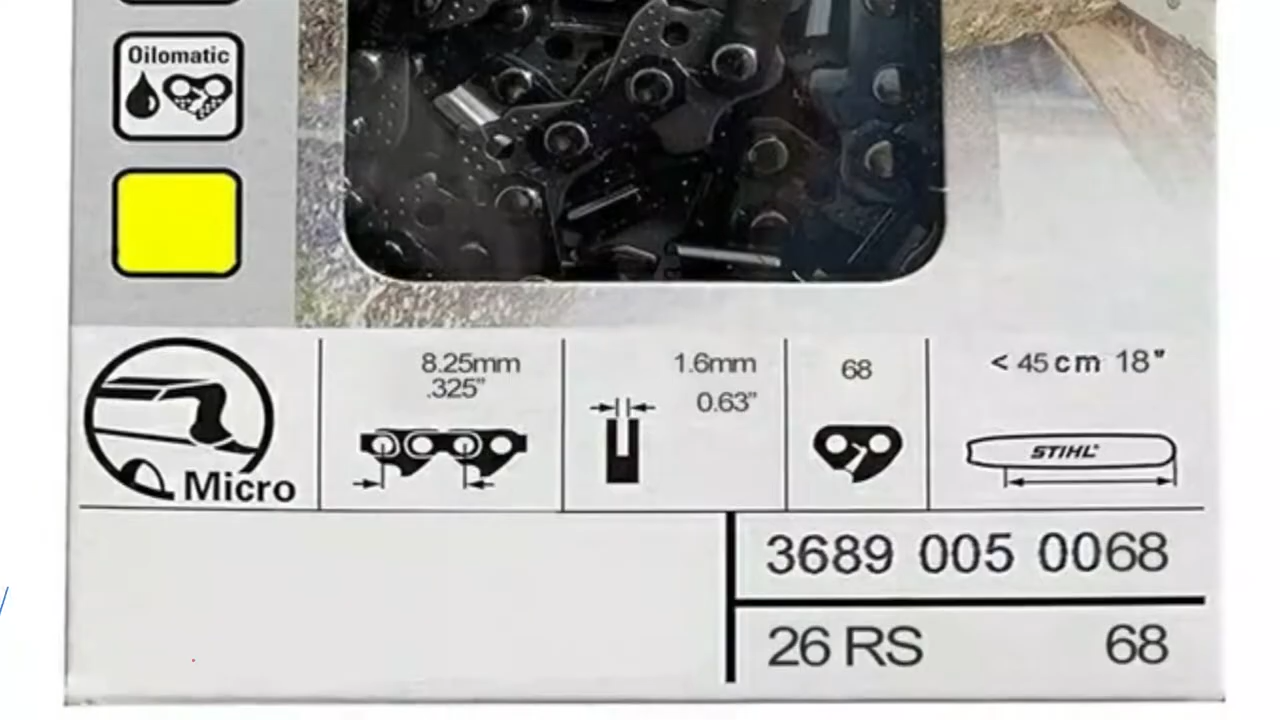 Oilomatic
Micro
8.25mm
.325”
1.6mm
0.63”
68
< 45 cm 18”
STIHL®
3689 005 0068
26 RS 68